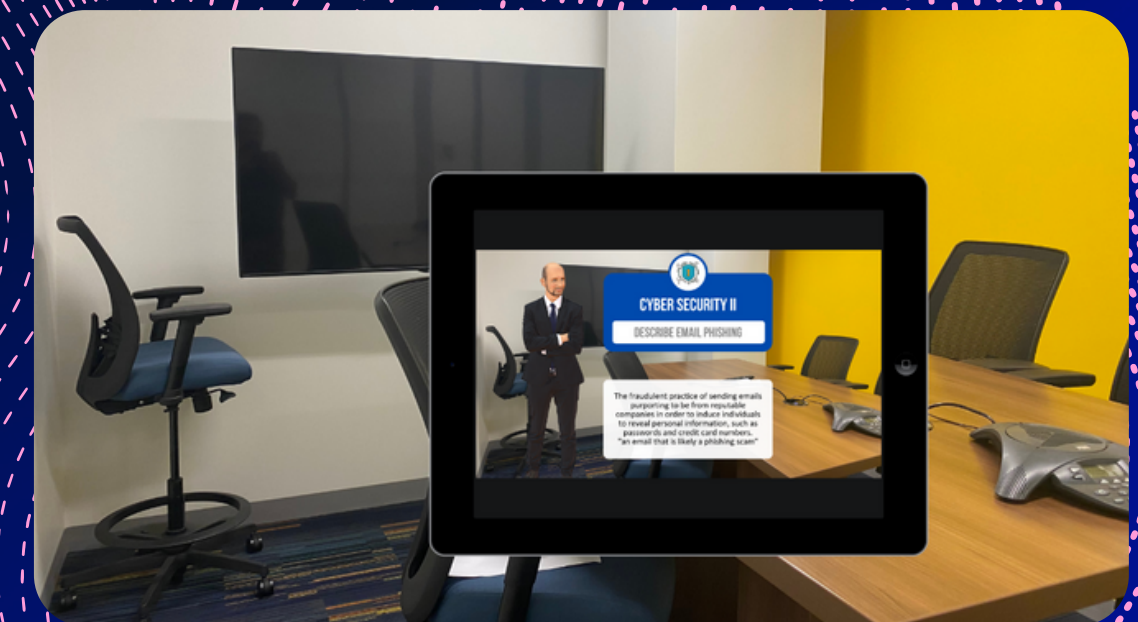 CYBER SECURITY II
DESCRIBE EMAIL PHISHING
The fraudulent practice of sending emails
purporting to be from reputable
companies in order to induce individuals
to reveal personal information, such as
passwords and credit card numbers.
"an email that is likely a phishing scam"